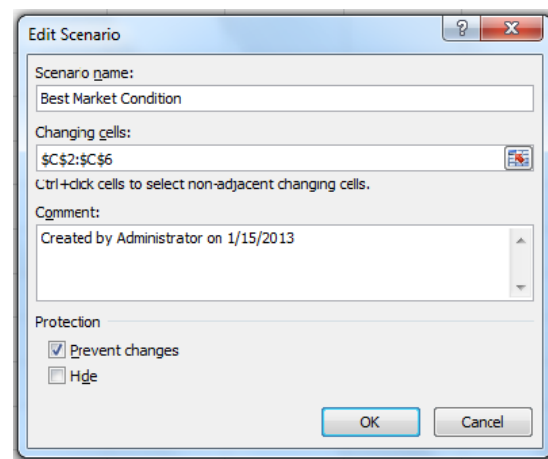 Edit Scenario
?
X
Scenaro name:
Best Market Condition
Changing cells:
$C$2:$C$6
Ctrl+click cells to select non-adjacent changing cells.
Comment:
Created by Administrator on 1/15/2013
Protection
Prevent changes
Hde
OK Cancel